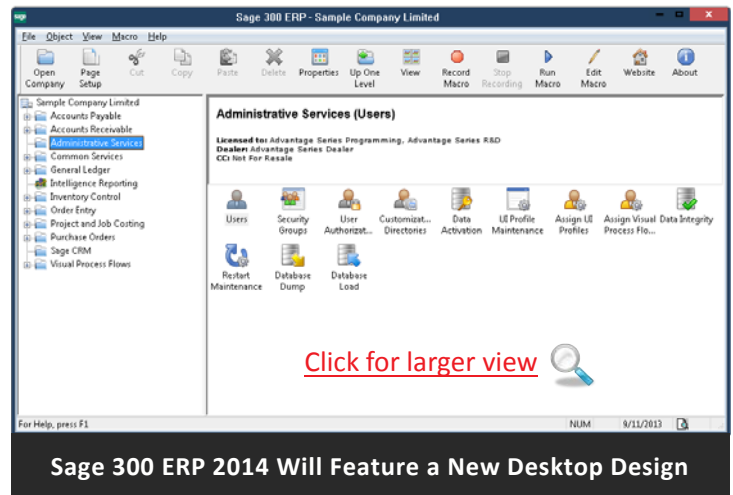 sage
Sage 300 ERP - Sample Company Limited
File Object View Macro Help
Open Company
Page Setup
Cut
Copy
Paste
Delete
Properties
Up One Level
View
Record Macro
Stop Recording
Run Macro
Edit Macro
Website
About
Sample Company Limited
Accounts Payable
Accounts Receivable
Administrative Services
Common Services
General Ledger
Intelligence Reporting
Inventory Control
Order Entry
Project and Job Costing
Purchase Orders
Sage CRM
Visual Process Flows
Administrative Services (Users)
Licensed to: Advantage Series Programming, Advantage Series R&D
Dealer: Advantage Series Dealer
CC: Not For Resale
Users
Security Groups
User Authorizat...
Customizat... Directories
Data Activation
UI Profile Maintenance
Assign UI Profiles
Assign Visual Process Flo...
Data Integrity
Restart Maintenance
Database Dump
Database Load
Click for larger view
For Help, press F1
NUM
9/11/2013
Sage 300 ERP 2014 Will Feature a New Desktop Design